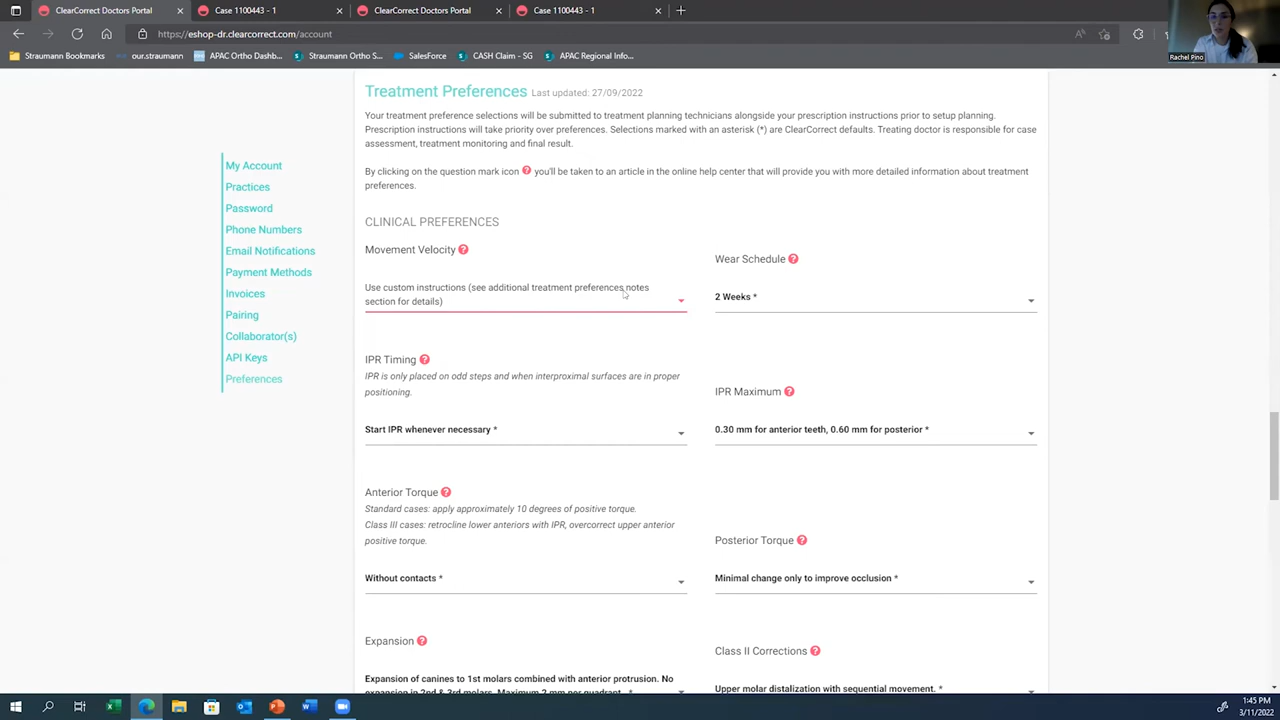 ClearCorrect Doctors Portal
Case 1100443 - 1
ClearCorrect Doctors Portal
Case 1100443 - 1
https://eshop-dr.clearcorrect.com/account
Straumann Bookmarks
our.straumann
APAC Ortho Dashb...
Straumann Ortho S...
SalesForce
CASH Claim - SG
APAC Regional Info...
Rachel Pino
My Account
Practices
Password
Phone Numbers
Email Notifications
Payment Methods
Invoices
Pairing
Collaborator(s)
API Keys
Preferences
Treatment Preferences Last updated: 27/09/2022
Your treatment preference selections will be submitted to treatment planning technicians alongside your prescription instructions prior to setup planning.
Prescription instructions will take priority over preferences. Selections marked with an asterisk (*) are ClearCorrect defaults. Treating doctor is responsible for case
assessment, treatment monitoring and final result.
By clicking on the question mark icon ? you'll be taken to an article in the online help center that will provide you with more detailed information about treatment
preferences.
CLINICAL PREFERENCES
Movement Velocity ?
Use custom instructions (see additional treatment preferences notes
section for details)
Wear Schedule ?
2 Weeks *
IPR Timing ?
IPR is only placed on odd steps and when interproximal surfaces are in proper
positioning.
Start IPR whenever necessary *
IPR Maximum ?
0.30 mm for anterior teeth, 0.60 mm for posterior *
Anterior Torque ?
Standard cases: apply approximately 10 degrees of positive torque.
Class III cases: retrocline lower anteriors with IPR, overcorrect upper anterior
positive torque.
Without contacts *
Posterior Torque ?
Minimal change only to improve occlusion *
Expansion ?
Expansion of canines to 1st molars combined with anterior protrusion. No
expansion in 2nd & 3rd molars. Maximum 2 mm per quadrant. *
Class II Corrections ?
Upper molar distalization with sequential movement. *
1:45 PM
3/11/2022